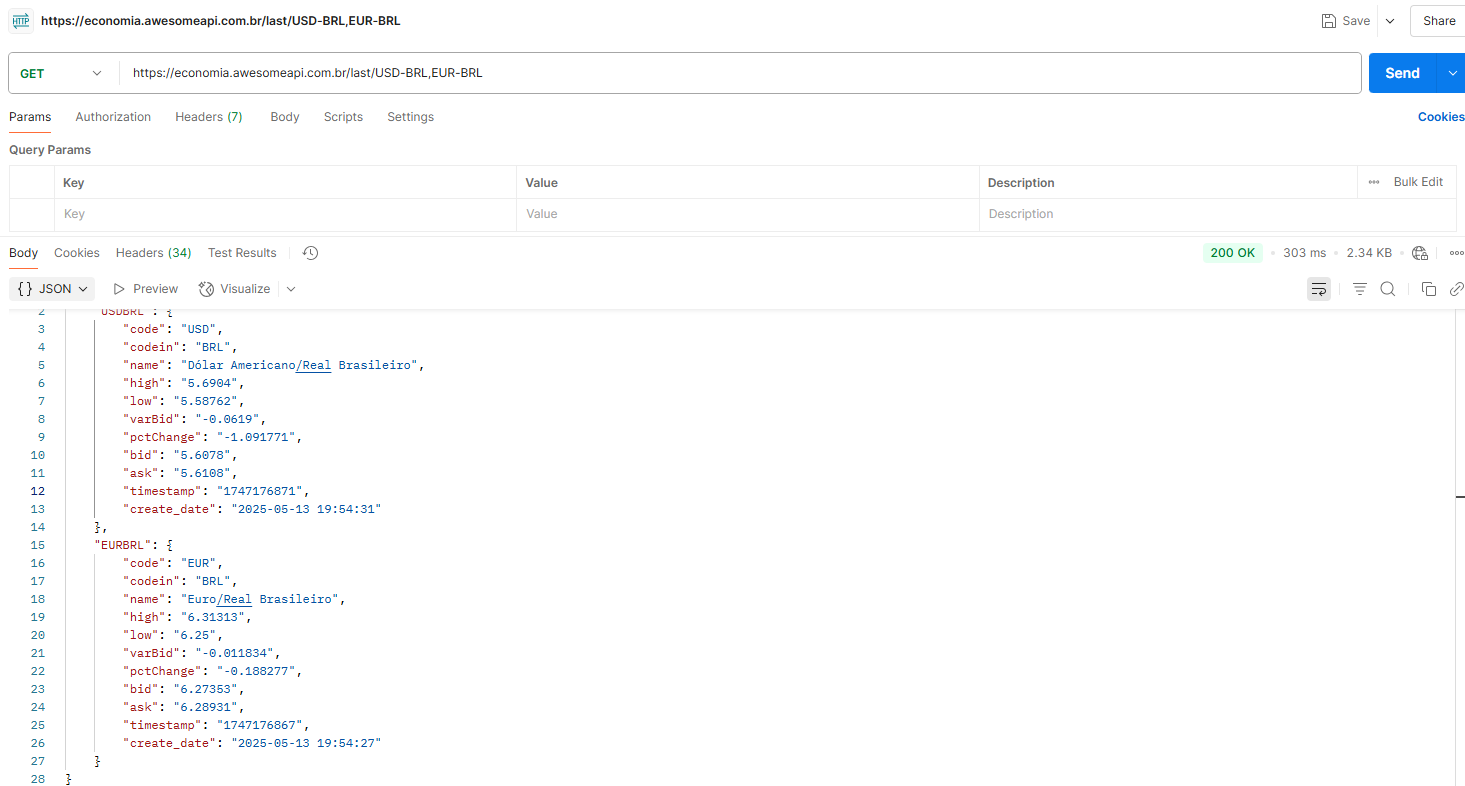 HTTP https://economia.awesomeapi.com.br/last/USD-BRL,EUR-BRL Save Share
GET https://economia.awesomeapi.com.br/last/USD-BRL,EUR-BRL Send
Params Authorization Headers (7) Body Scripts Settings Cookies
Query Params
Key Value Description Bulk Edit
Key Value Description
Body Cookies Headers (34) Test Results 200 OK • 303 ms • 2.34 KB
{} JSON Preview Visualize
2 "USDBRL": {
3 "code": "USD",
4 "codein": "BRL",
5 "name": "Dólar Americano/Real Brasileiro",
6 "high": "5.6904",
7 "low": "5.58762",
8 "varBid": "-0.0619",
9 "pctChange": "-1.091771",
10 "bid": "5.6078",
11 "ask": "5.6108",
12 "timestamp": "1747176871",
13 "create_date": "2025-05-13 19:54:31"
14 },
15 "EURBRL": {
16 "code": "EUR",
17 "codein": "BRL",
18 "name": "Euro/Real Brasileiro",
19 "high": "6.31313",
20 "low": "6.25",
21 "varBid": "-0.011834",
22 "pctChange": "-0.188277",
23 "bid": "6.27353",
24 "ask": "6.28931",
25 "timestamp": "1747176867",
26 "create_date": "2025-05-13 19:54:27"
27 }
28 }